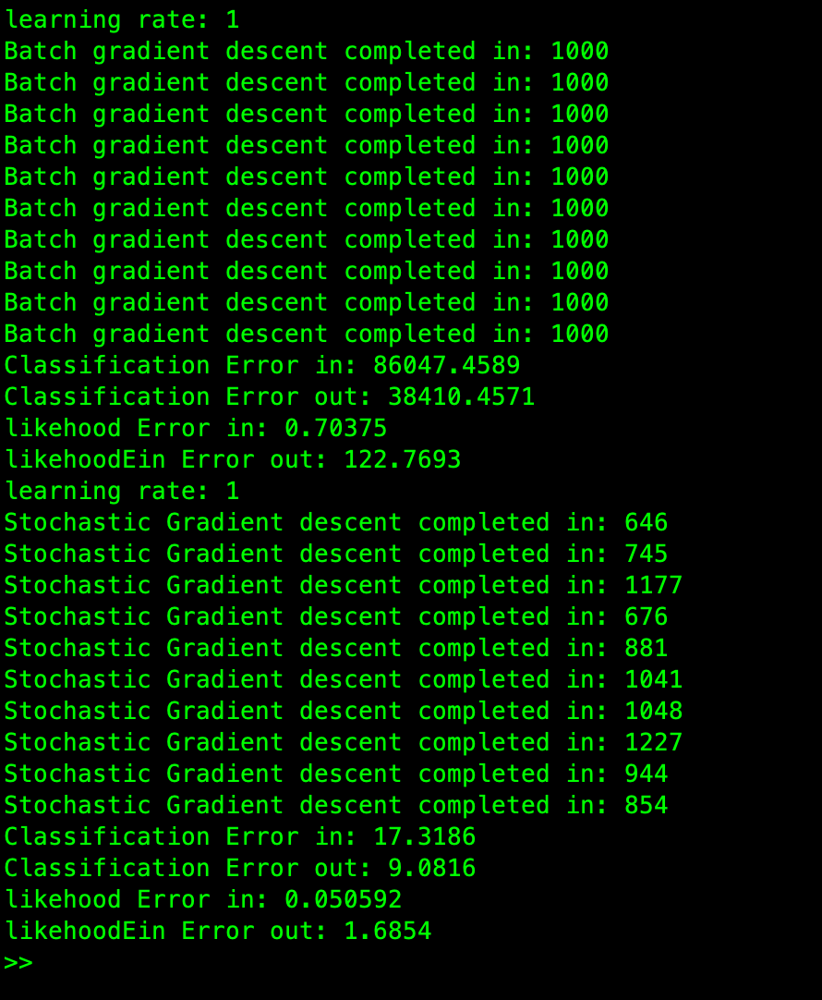 learning rate: 1
Batch gradient descent completed in: 1000
Batch gradient descent completed in: 1000
Batch gradient descent completed in: 1000
Batch gradient descent completed in: 1000
Batch gradient descent completed in: 1000
Batch gradient descent completed in: 1000
Batch gradient descent completed in: 1000
Batch gradient descent completed in: 1000
Batch gradient descent completed in: 1000
Batch gradient descent completed in: 1000
Classification Error in: 86047.4589
Classification Error out: 38410.4571
likehood Error in: 0.70375
likehoodEin Error out: 122.7693
learning rate: 1
Stochastic Gradient descent completed in: 646
Stochastic Gradient descent completed in: 745
Stochastic Gradient descent completed in: 1177
Stochastic Gradient descent completed in: 676
Stochastic Gradient descent completed in: 881
Stochastic Gradient descent completed in: 1041
Stochastic Gradient descent completed in: 1048
Stochastic Gradient descent completed in: 1227
Stochastic Gradient descent completed in: 944
Stochastic Gradient descent completed in: 854
Classification Error in: 17.3186
Classification Error out: 9.0816
likehood Error in: 0.050592
likehoodEin Error out: 1.6854
>>